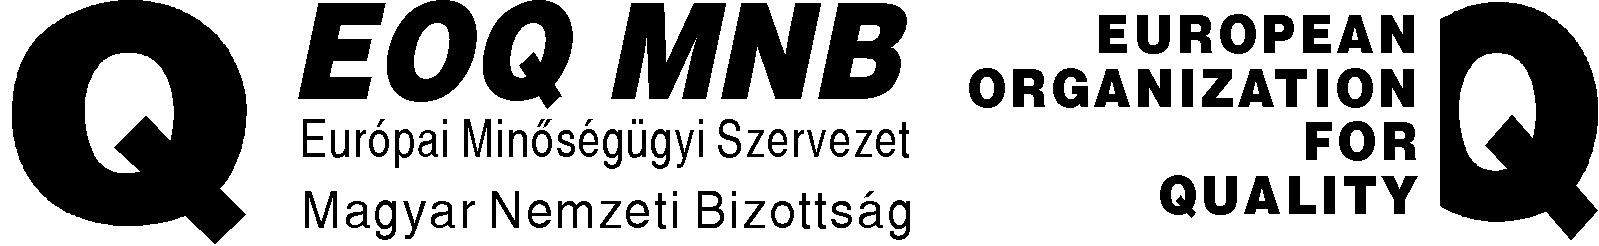 Q
EOQ MNB
Európai Minőségügyi Szervezet
Magyar Nemzeti Bizottság
EUROPEAN
ORGANIZATION
FOR
QUALITY
Q